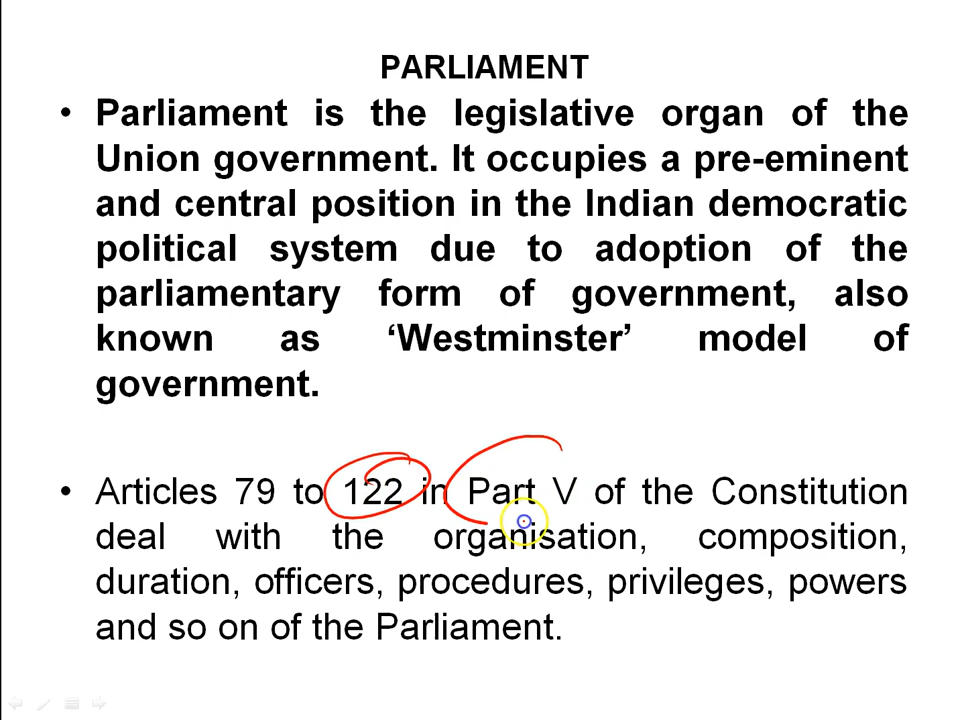 PARLIAMENT
• Parliament is the legislative organ of the
Union government. It occupies a pre-eminent
and central position in the Indian democratic
political system due to adoption of the
parliamentary form of government, also
known as ‘Westminster’ model of
government.
• Articles 79 to 122 in Part V of the Constitution
deal with the organisation, composition,
duration, officers, procedures, privileges, powers
and so on of the Parliament.